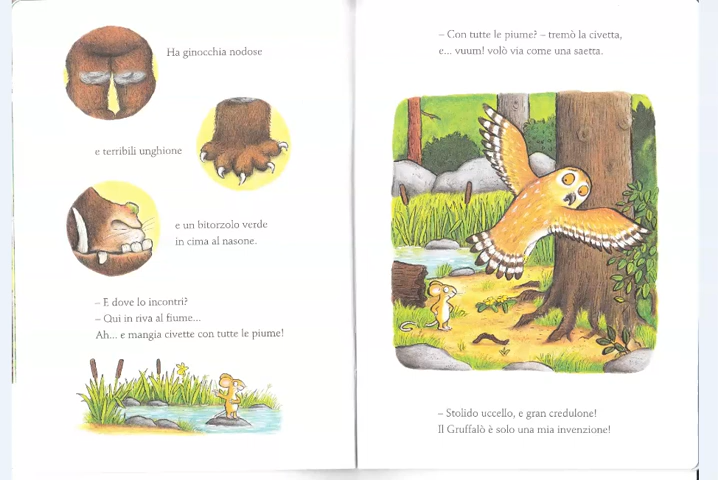 Ha ginocchia nodose
e terribili unghione
e un bitorzolo verde
in cima al nasone.
– E dove lo incontri?
– Qui in riva al fiume...
Ah... e mangia civette con tutte le piume!
– Con tutte le piume? – tremò la civetta,
e... vuum! volò via come una saetta.
– Stolido uccello, e gran credulone!
Il Gruffalò è solo una mia invenzione!